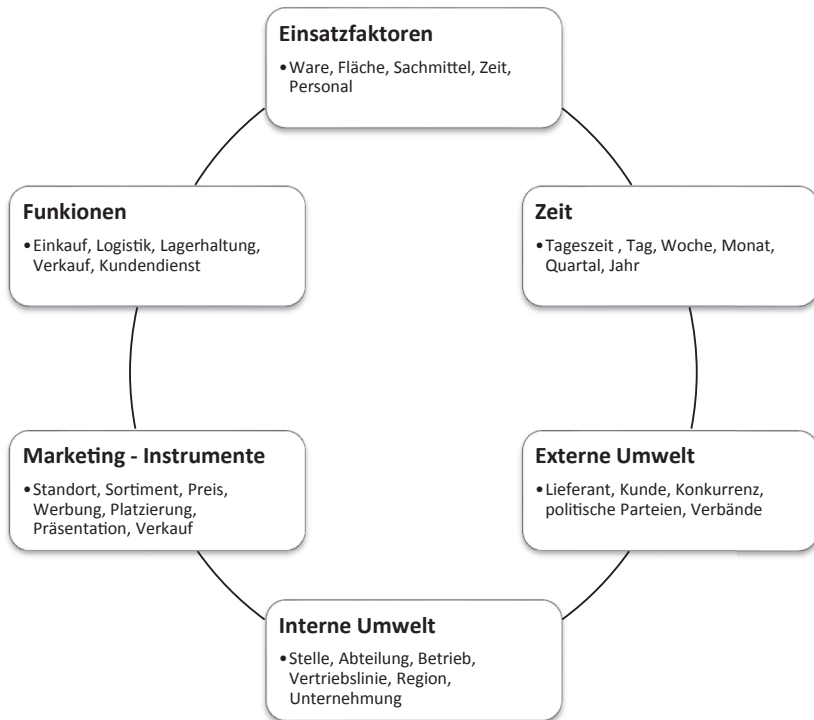 Einsatzfaktoren
•Ware, Fläche, Sachmittel, Zeit,
Personal
Funkionen
•Einkauf, Logistik, Lagerhaltung,
Verkauf, Kundendienst
Zeit
•Tageszeit , Tag, Woche, Monat,
Quartal, Jahr
Marketing - Instrumente
•Standort, Sortiment, Preis,
Werbung, Platzierung,
Präsentation, Verkauf
Externe Umwelt
•Lieferant, Kunde, Konkurrenz,
politische Parteien, Verbände
Interne Umwelt
•Stelle, Abteilung, Betrieb,
Vertriebslinie, Region,
Unternehmung